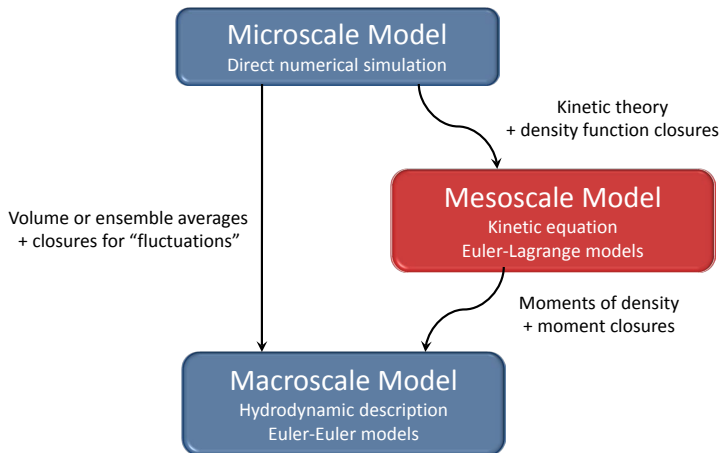 Microscale Model
Direct numerical simulation
Kinetic theory
+ density function closures
Mesoscale Model
Kinetic equation
Euler-Lagrange models
Volume or ensemble averages
+ closures for “fluctuations”
Moments of density
+ moment closures
Macroscale Model
Hydrodynamic description
Euler-Euler models